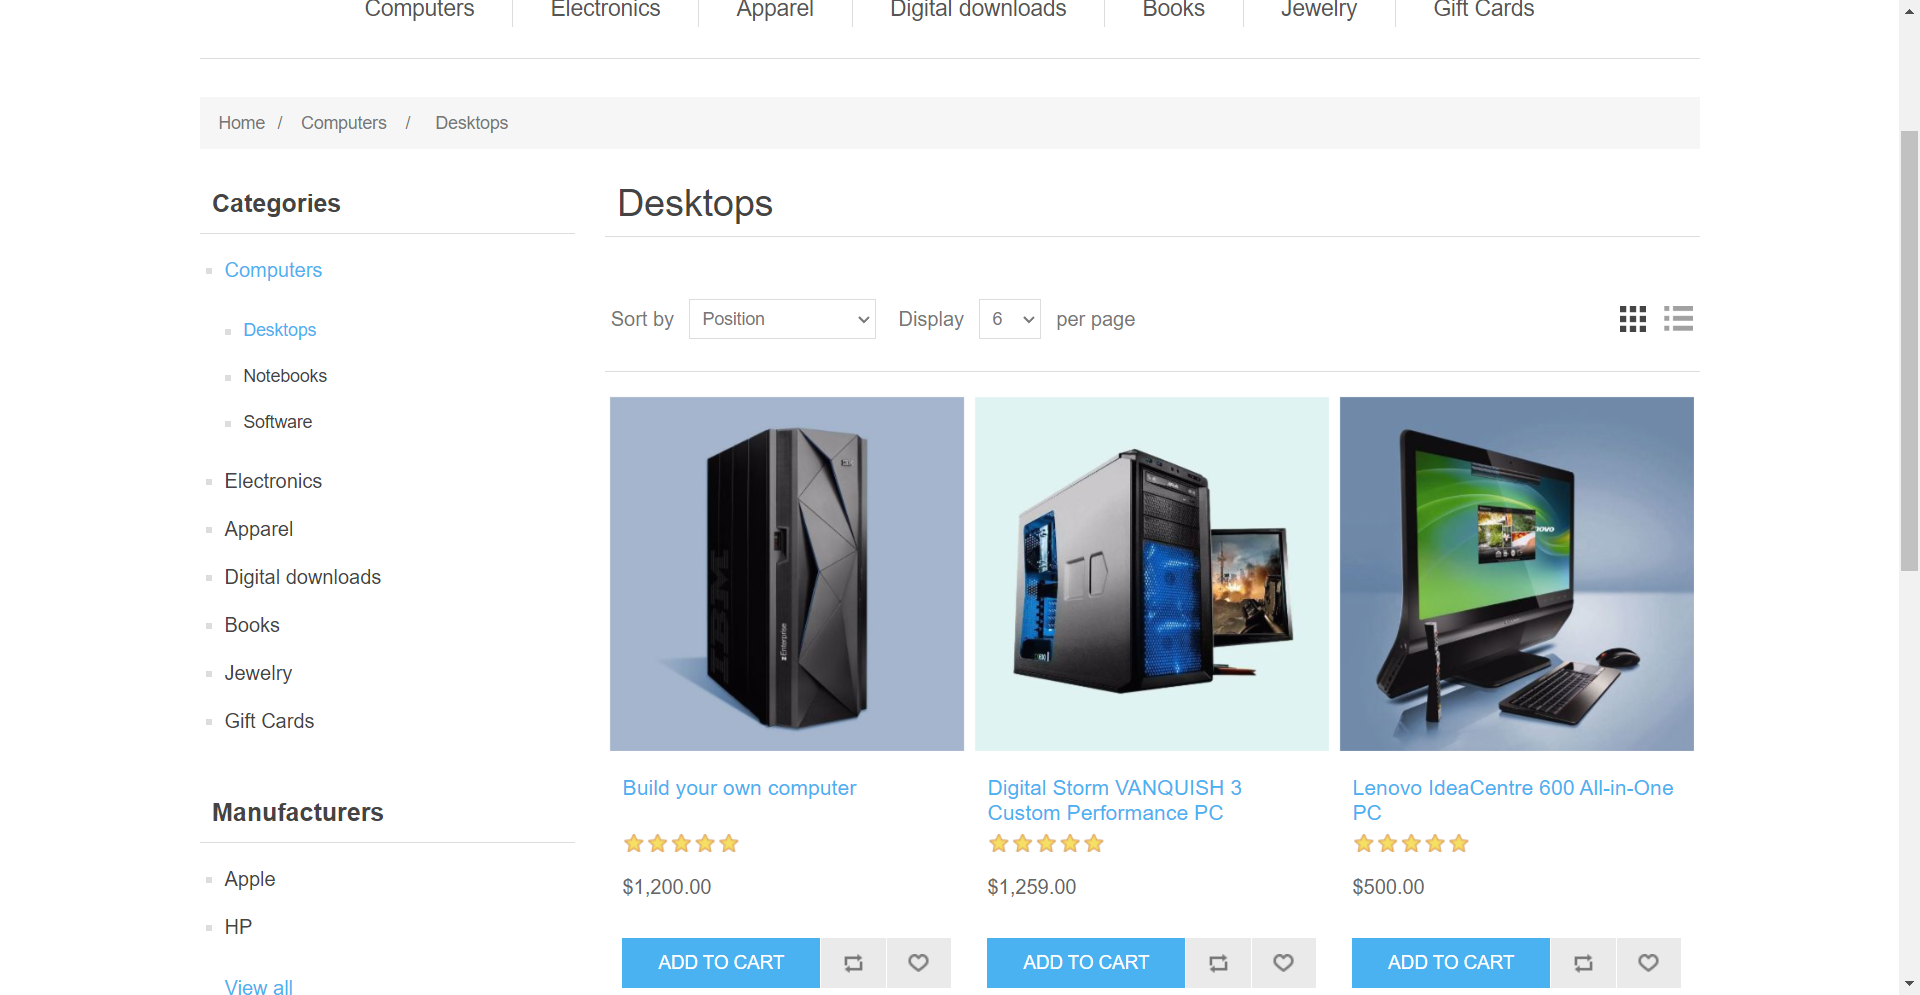 Computers
Electronics
Apparel
Digital downloads
Books
Jewelry
Gift Cards
Home / Computers / Desktops
Categories
Computers
Desktops
Notebooks
Software
Electronics
Apparel
Digital downloads
Books
Jewelry
Gift Cards
Manufacturers
Apple
HP
View all
Desktops
Sort by Position Display 6 per page
IBM
zEnterprise
Build your own computer
$1,200.00
ADD TO CART
Digital Storm VANQUISH 3
Custom Performance PC
$1,259.00
ADD TO CART
Lenovo IdeaCentre 600 All-in-One
PC
$500.00
ADD TO CART